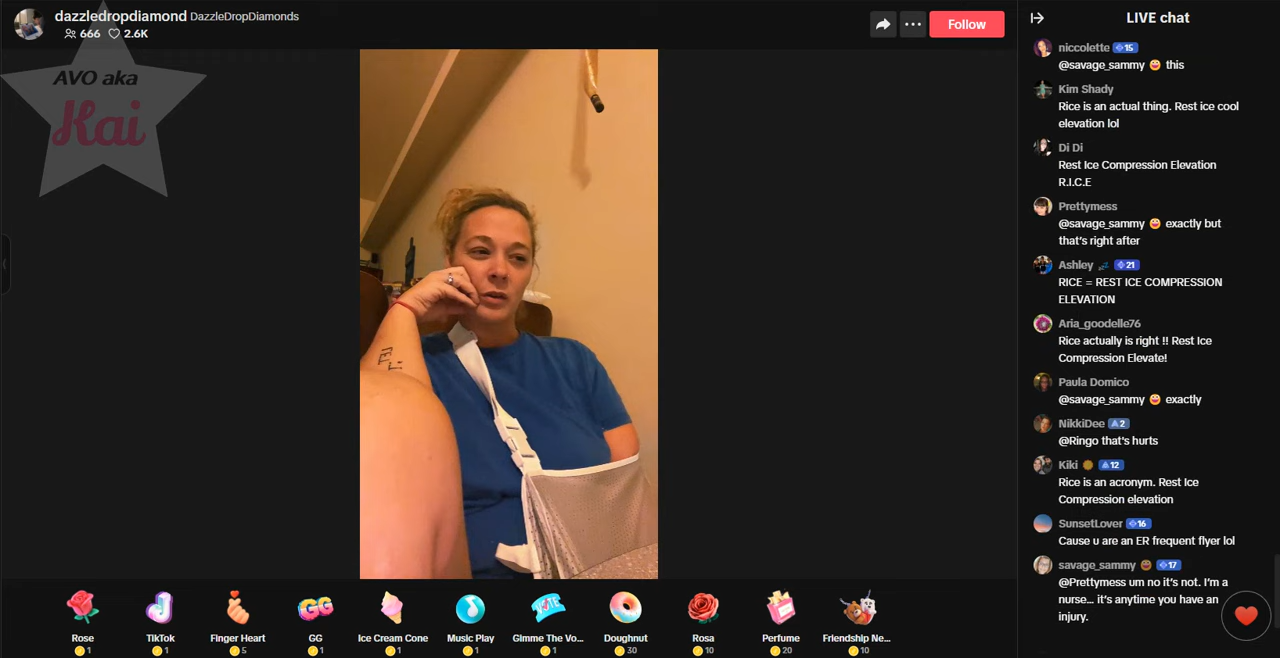 dazzledropdiamond DazzleDropDiamonds
666 2.6K
Follow
AVO aka
Kai
LIVE chat
niccolette 15
@savage_sammy 😀 this
Kim Shady
Rice is an actual thing. Rest ice cool
elevation lol
Di Di
Rest Ice Compression Elevation
R.I.C.E
Prettymess
@savage_sammy 😀 exactly but
that's right after
Ashley 21
RICE = REST ICE COMPRESSION
ELEVATION
Aria_goodelle76
Rice actually is right !! Rest Ice
Compression Elevate!
Paula Domico
@savage_sammy 😀 exactly
NikkiDee 2
@Ringo that's hurts
Kiki 12
Rice is an acronym. Rest Ice
Compression elevation
SunsetLover 16
Cause u are an ER frequent flyer lol
savage_sammy 17
@Prettymess um no it's not. I'm a
nurse... it's anytime you have an
injury.
GG VOTE
Rose TikTok Finger Heart GG Ice Cream Cone Music Play Gimme The Vo... Doughnut Rosa Perfume Friendship Ne...
1 1 5 1 1 1 1 30 10 20 10